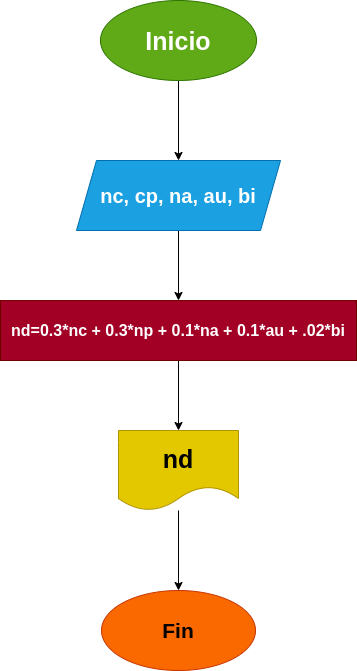 Inicio
nc, cp, na, au, bi
nd=0.3*nc + 0.3*np + 0.1*na + 0.1*au + .02*bi
nd
Fin